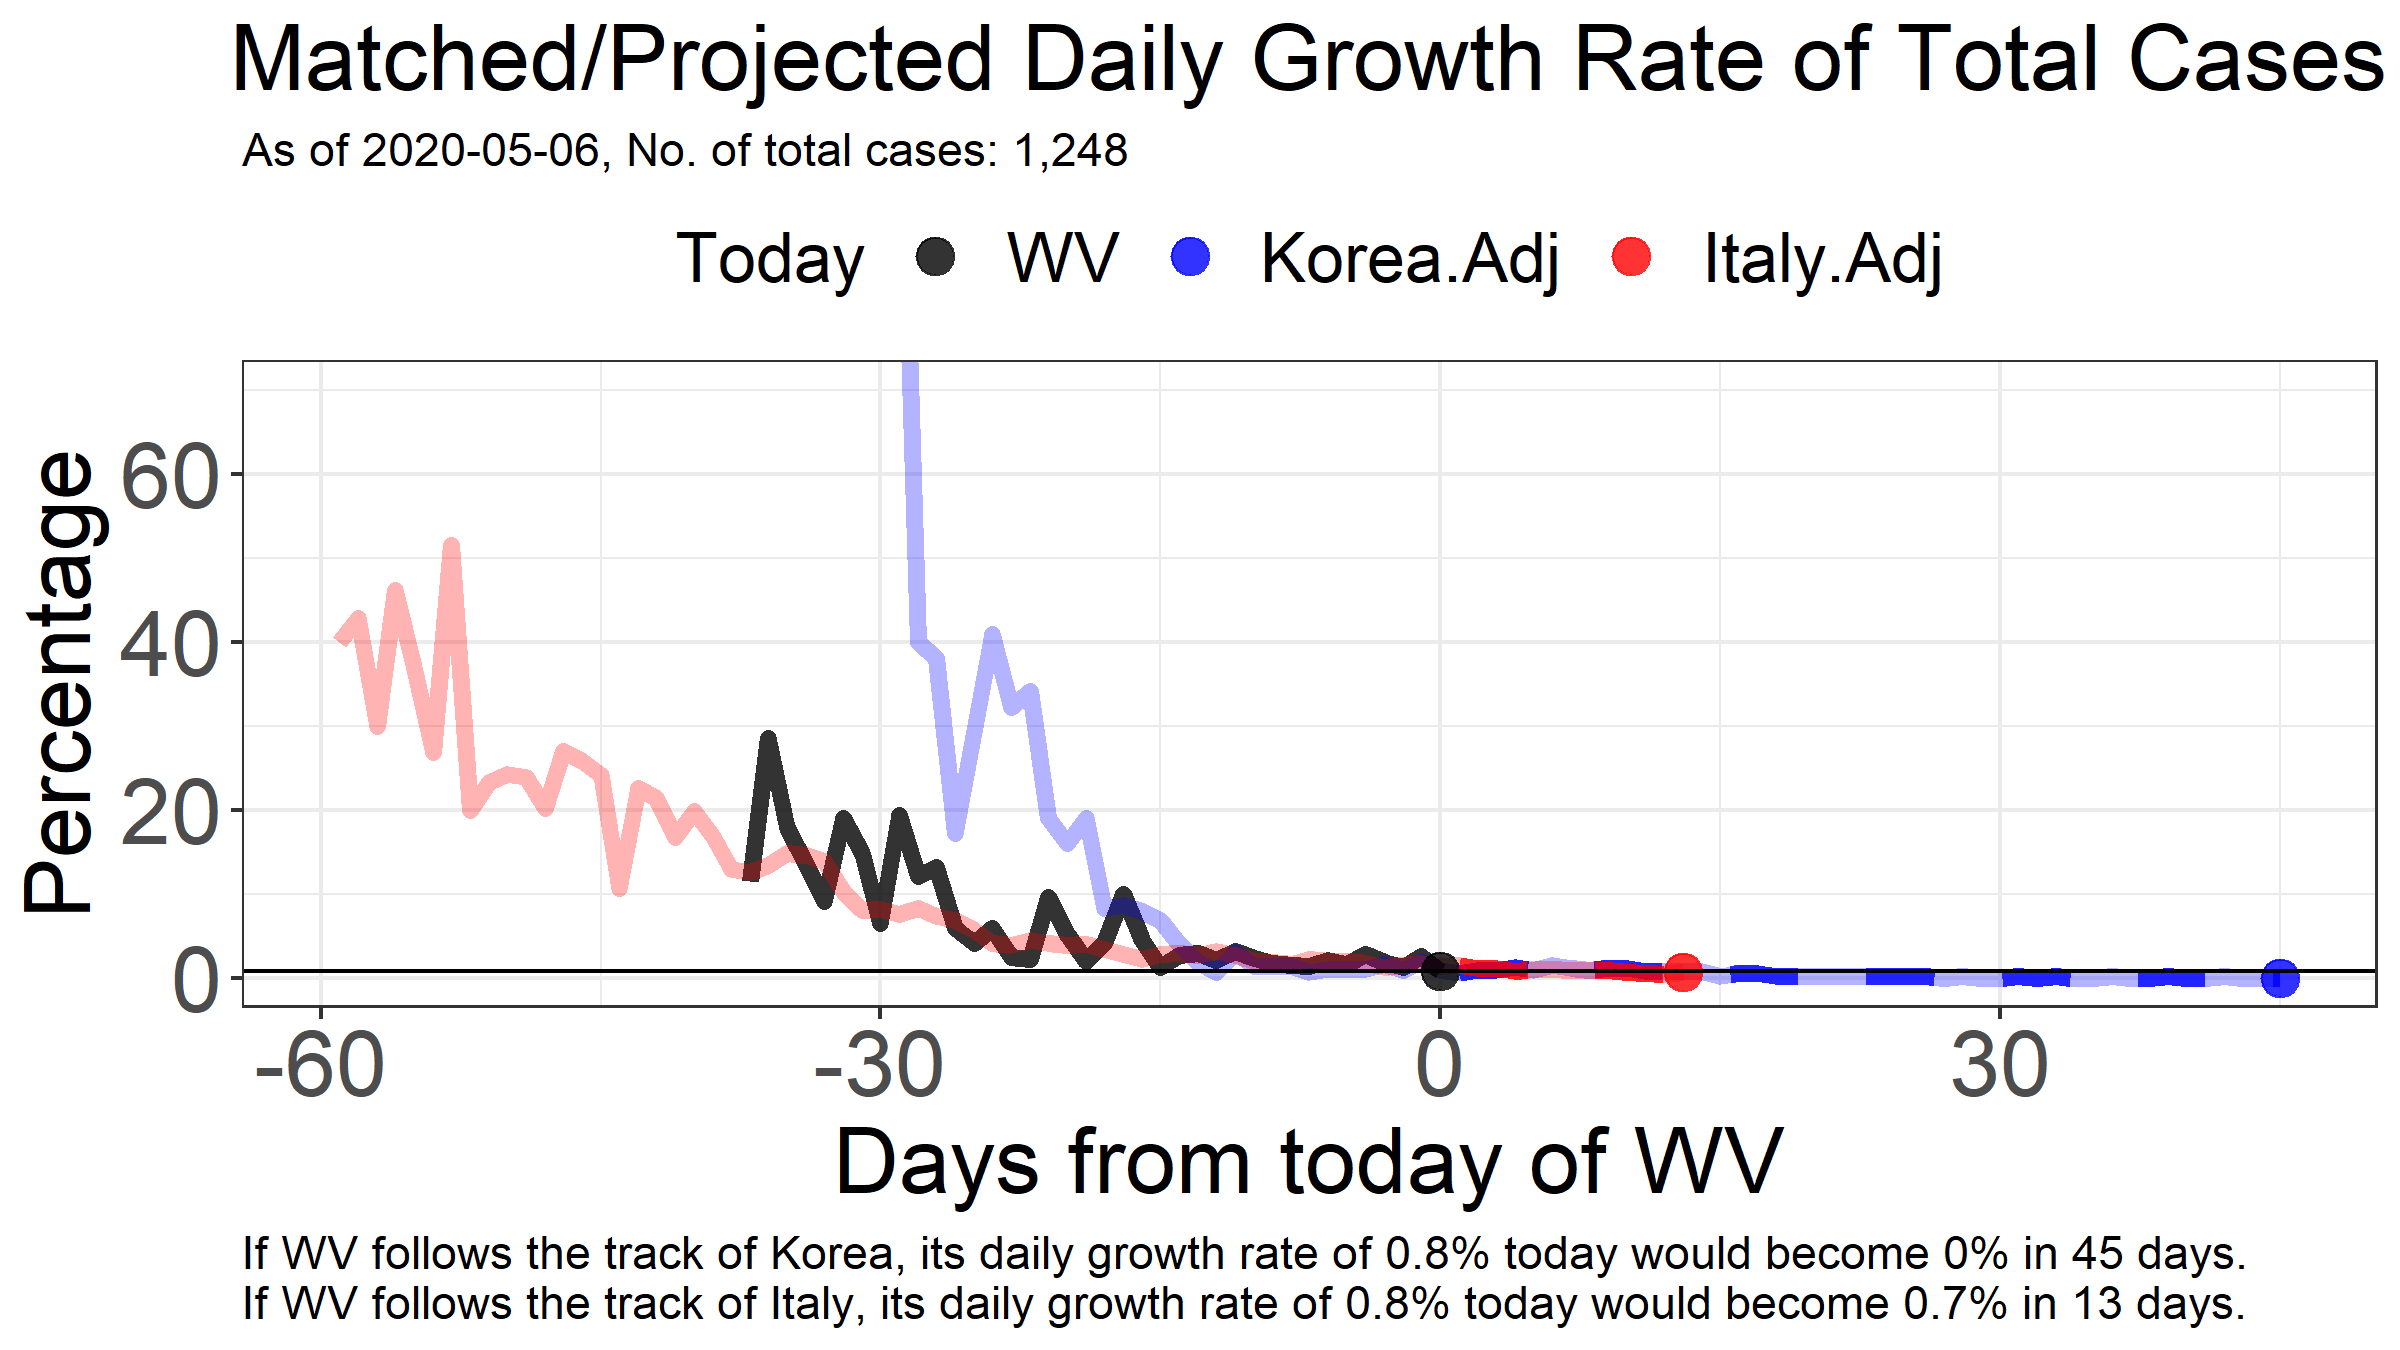 Matched/Projected Daily Growth Rate of Total Cases
As of 2020-05-06, No. of total cases: 1,248
Today WV Korea.Adj Italy.Adj
Percentage
60
40
20
0
-60 -30 0 30
Days from today of WV
If WV follows the track of Korea, its daily growth rate of 0.8% today would become 0% in 45 days.
If WV follows the track of Italy, its daily growth rate of 0.8% today would become 0.7% in 13 days.